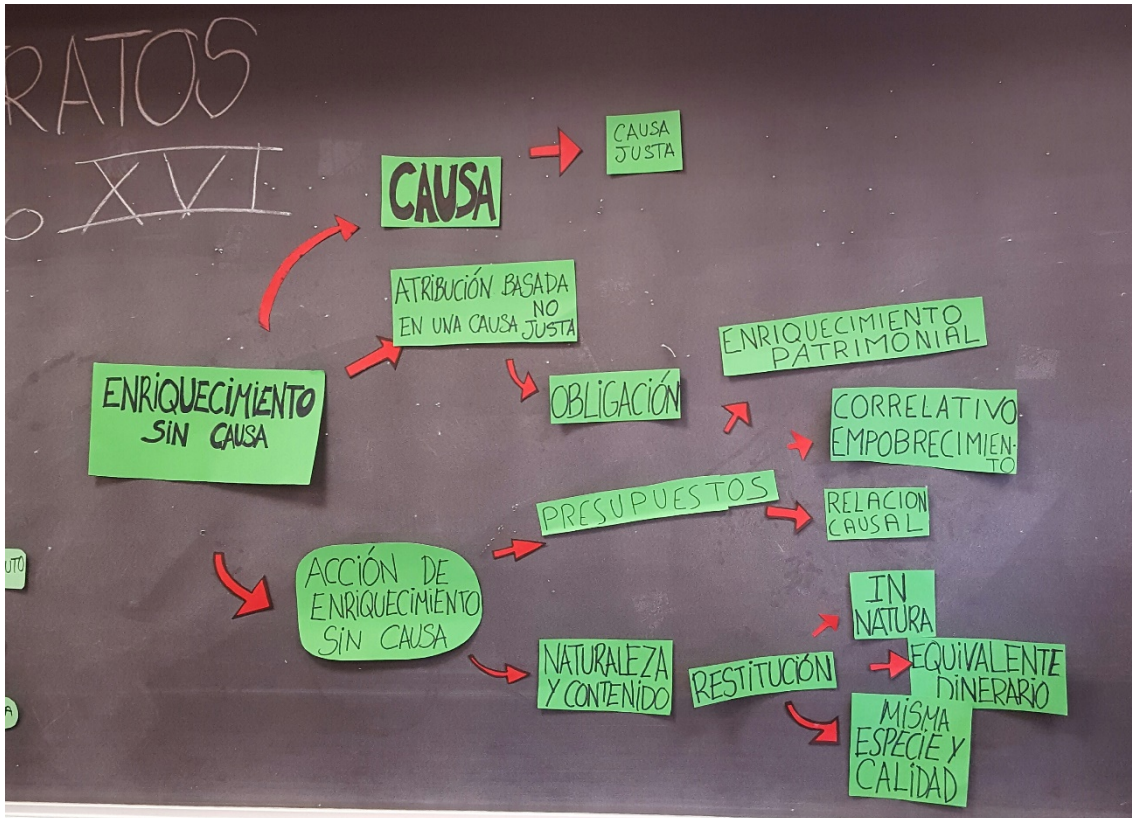 RATOS
O XVI
CAUSA
CAUSA
JUSTA
ATRIBUCIÓN BASADA
EN UNA CAUSA NO
JUSTA
OBLIGACIÓN
ENRIQUECIMIENTO
SIN CAUSA
ENRIQUECIMIENTO
PATRIMONIAL
CORRELATIVO
EMPOBRECIMIEN-
TO
PRESUPUESTOS
RELACION
CAUSAL
ACCIÓN DE
ENRIQUECIMIENTO
SIN CAUSA
NATURALEZA
Y CONTENIDO
RESTITUCIÓN
IN
NATURA
EQUIVALENTE
DINERARIO
MISMA
ESPECIE Y
CALIDAD
UTO
A